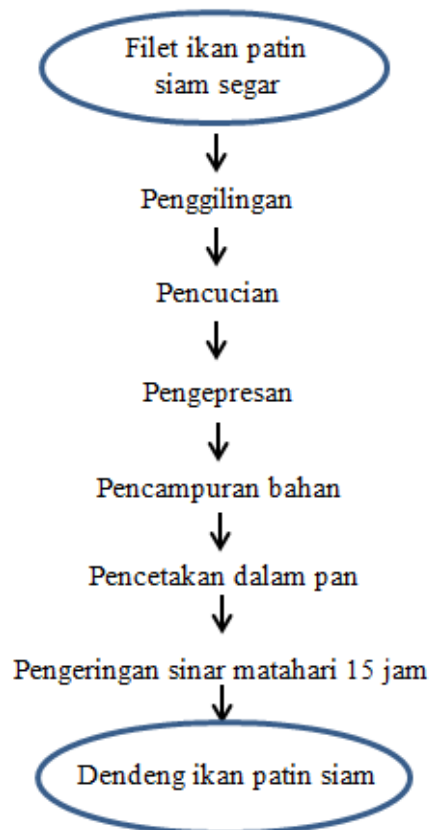 Filet ikan patin
siam segar
Penggilingan
Pencucian
Pengepresan
Pencampuran bahan
Pencetakan dalam pan
Pengeringan sinar matahari 15 jam
Dendeng ikan patin siam